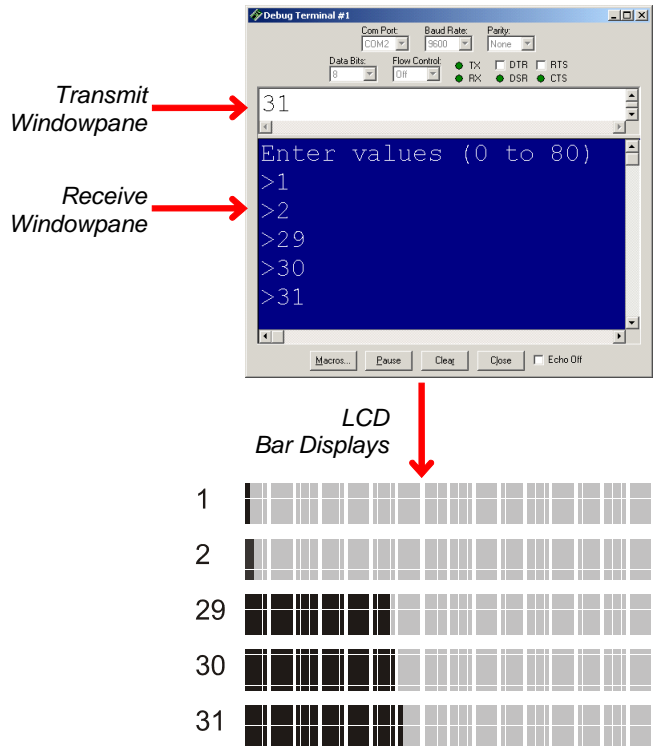 Debug Terminal #1
Com Port: Baud Rate: Parity:
COM2 9600 None
Data Bits: Flow Control: TX DTR RTS
8 Off RX DSR CTS
Transmit
Windowpane
31
Enter values (0 to 80)
>1
>2
>29
>30
>31
Receive
Windowpane
Macros... Pause Clear Close Echo Off
LCD
Bar Displays
1
2
29
30
31